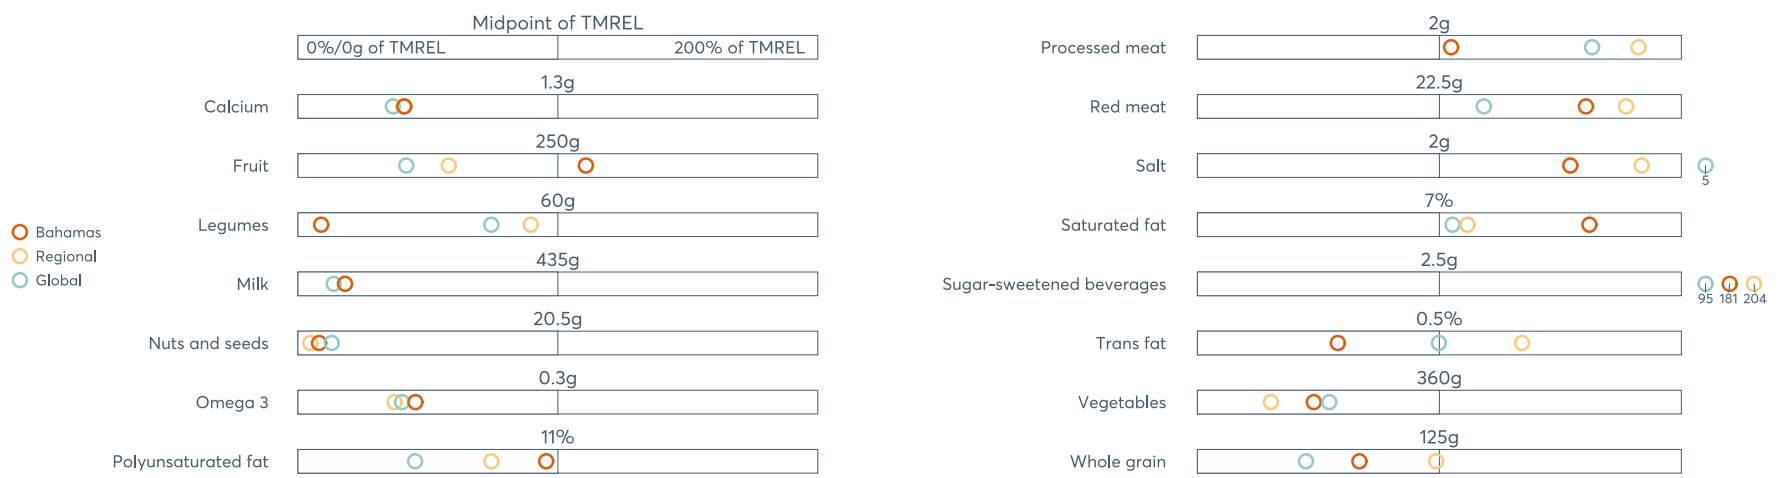 Midpoint of TMREL
0%/0g of TMREL 200% of TMREL
1.3g
Calcium
250g
Fruit
60g
Legumes
435g
Milk
20.5g
Nuts and seeds
0.3g
Omega 3
11%
Polyunsaturated fat
Bahamas
Regional
Global
2g
Processed meat
22.5g
Red meat
2g
Salt
5
7%
Saturated fat
2.5g
Sugar-sweetened beverages
95 181 204
0.5%
Trans fat
360g
Vegetables
125g
Whole grain